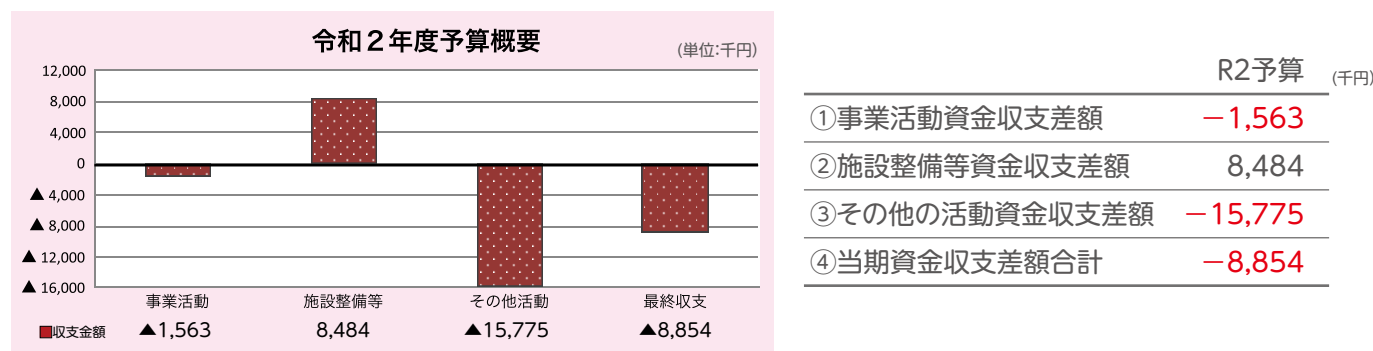 令和２年度予算概要
(単位:千円)
12,000
8,000
4,000
0
▲ 4,000
▲ 8,000
▲ 12,000
▲ 16,000
事業活動 施設整備等 その他活動 最終収支
収支金額 ▲1,563 8,484 ▲15,775 ▲8,854
R2予算 (千円)
①事業活動資金収支差額 －1,563
②施設整備等資金収支差額 8,484
③その他の活動資金収支差額 －15,775
④当期資金収支差額合計 －8,854